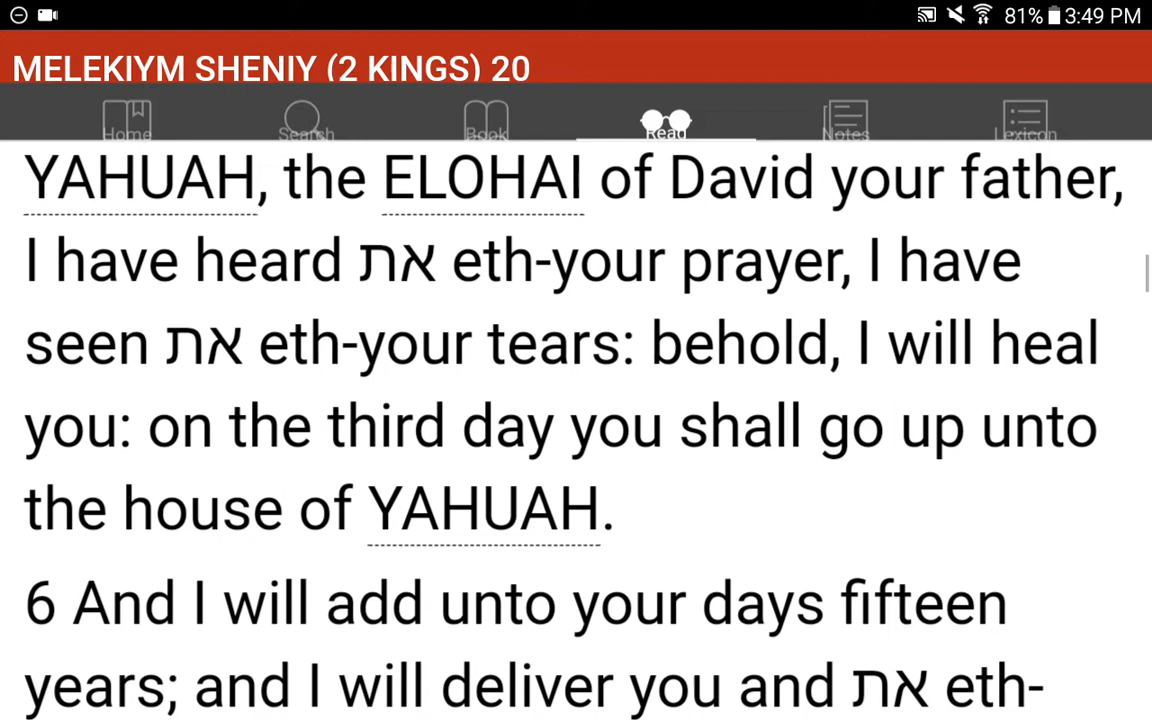 81% 3:49 PM
MELEKIYM SHENIY (2 KINGS) 20
Home Search Book Read Notes Lexicon
YAHUAH, the ELOHAI of David your father,
I have heard את eth-your prayer, I have
seen את eth-your tears: behold, I will heal
you: on the third day you shall go up unto
the house of YAHUAH.
6 And I will add unto your days fifteen
years; and I will deliver you and את eth-